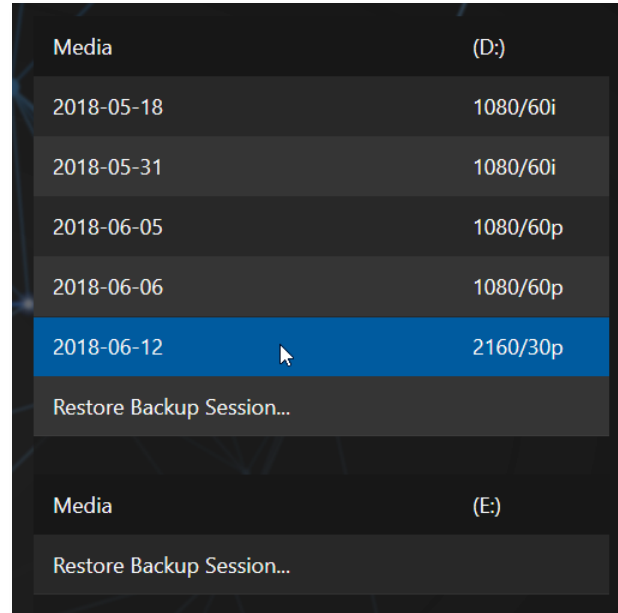 Media (D:)
2018-05-18 1080/60i
2018-05-31 1080/60i
2018-06-05 1080/60p
2018-06-06 1080/60p
2018-06-12 2160/30p
Restore Backup Session...
Media (E:)
Restore Backup Session...